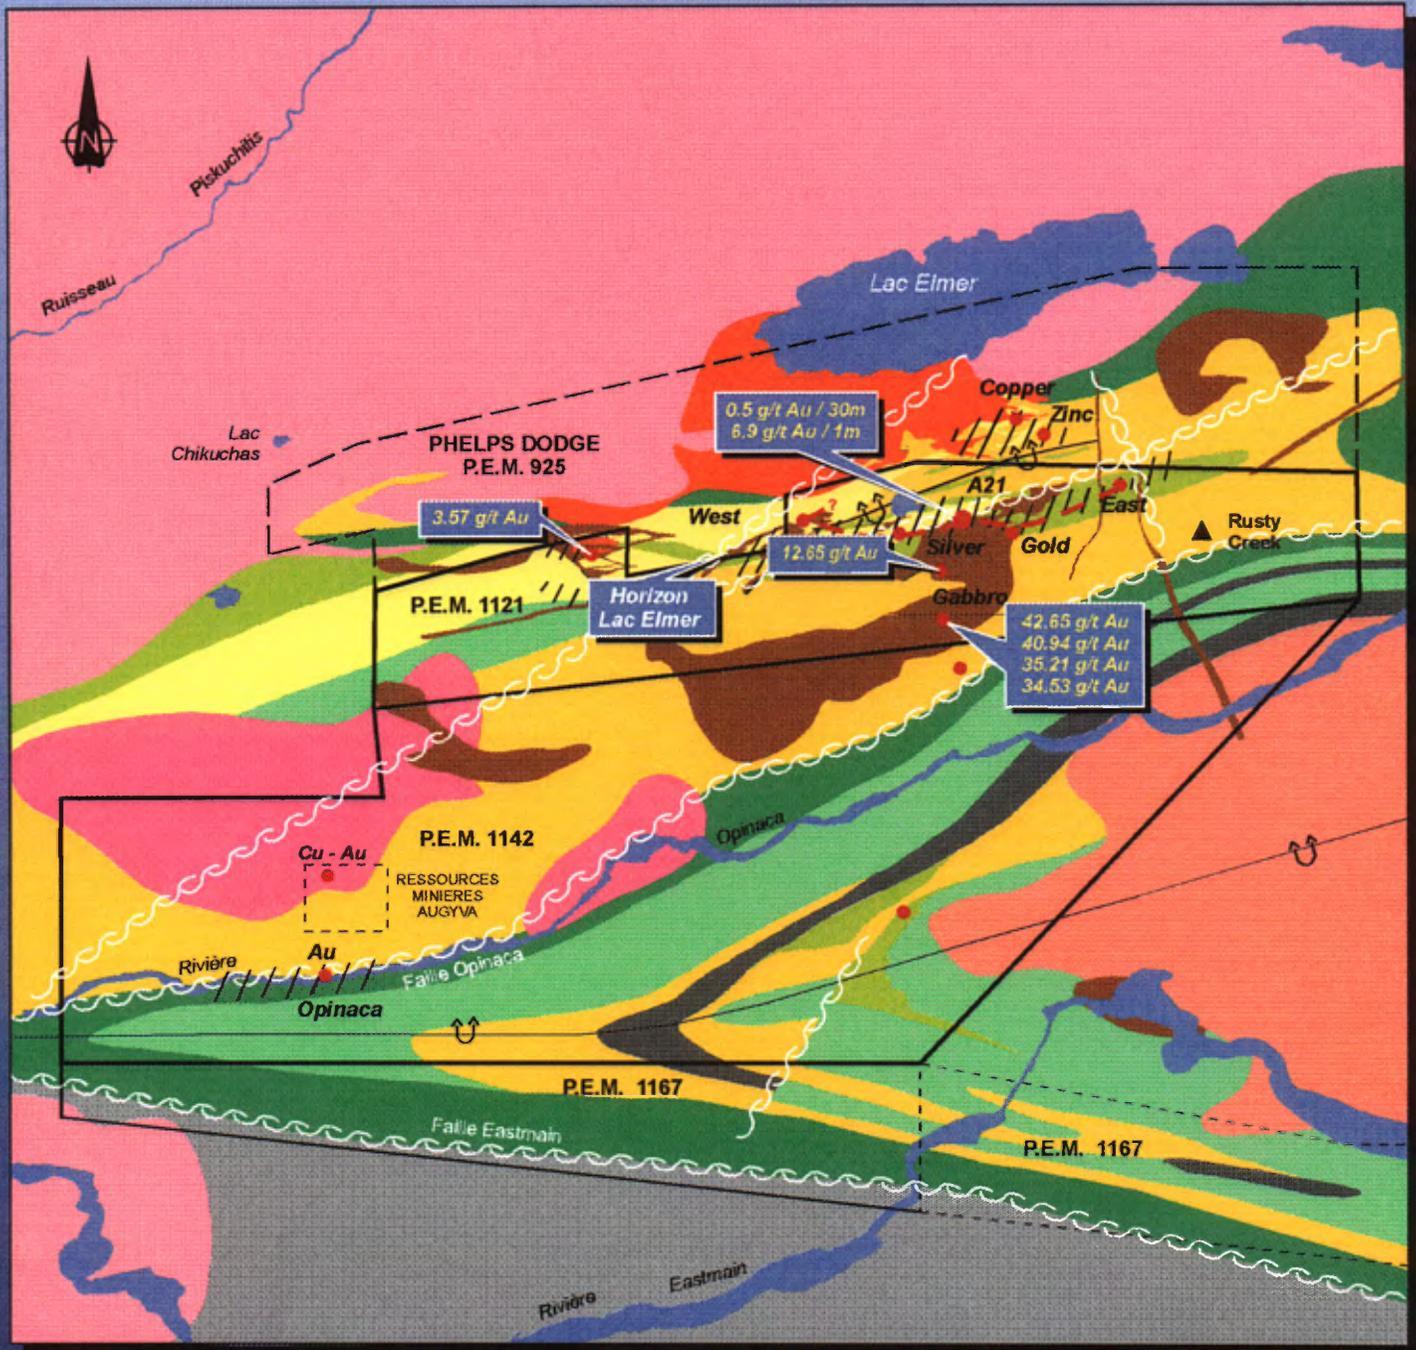 N
Piskuchitis
Ruisseau
Lac Elmer
Lac
Chikuchas
PHELPS DODGE
P.E.M. 925
0.5 g/t Au / 30m
6.9 g/t Au / 1m
Copper
Zinc
3.57 g/t Au
West
A21
East
?
12.65 g/t Au
Silver
Gold
Rusty
Creek
Horizon
Lac Elmer
P.E.M. 1121
Gabbro
42.65 g/t Au
40.94 g/t Au
35.21 g/t Au
34.53 g/t Au
P.E.M. 1142
Opinaca
Cu - Au
RESSOURCES
MINIERES
AUGYVA
Rivière
Au
Faille Opinaca
Opinaca
P.E.M. 1167
Faille Eastmain
P.E.M. 1167
Eastmain
Rivière